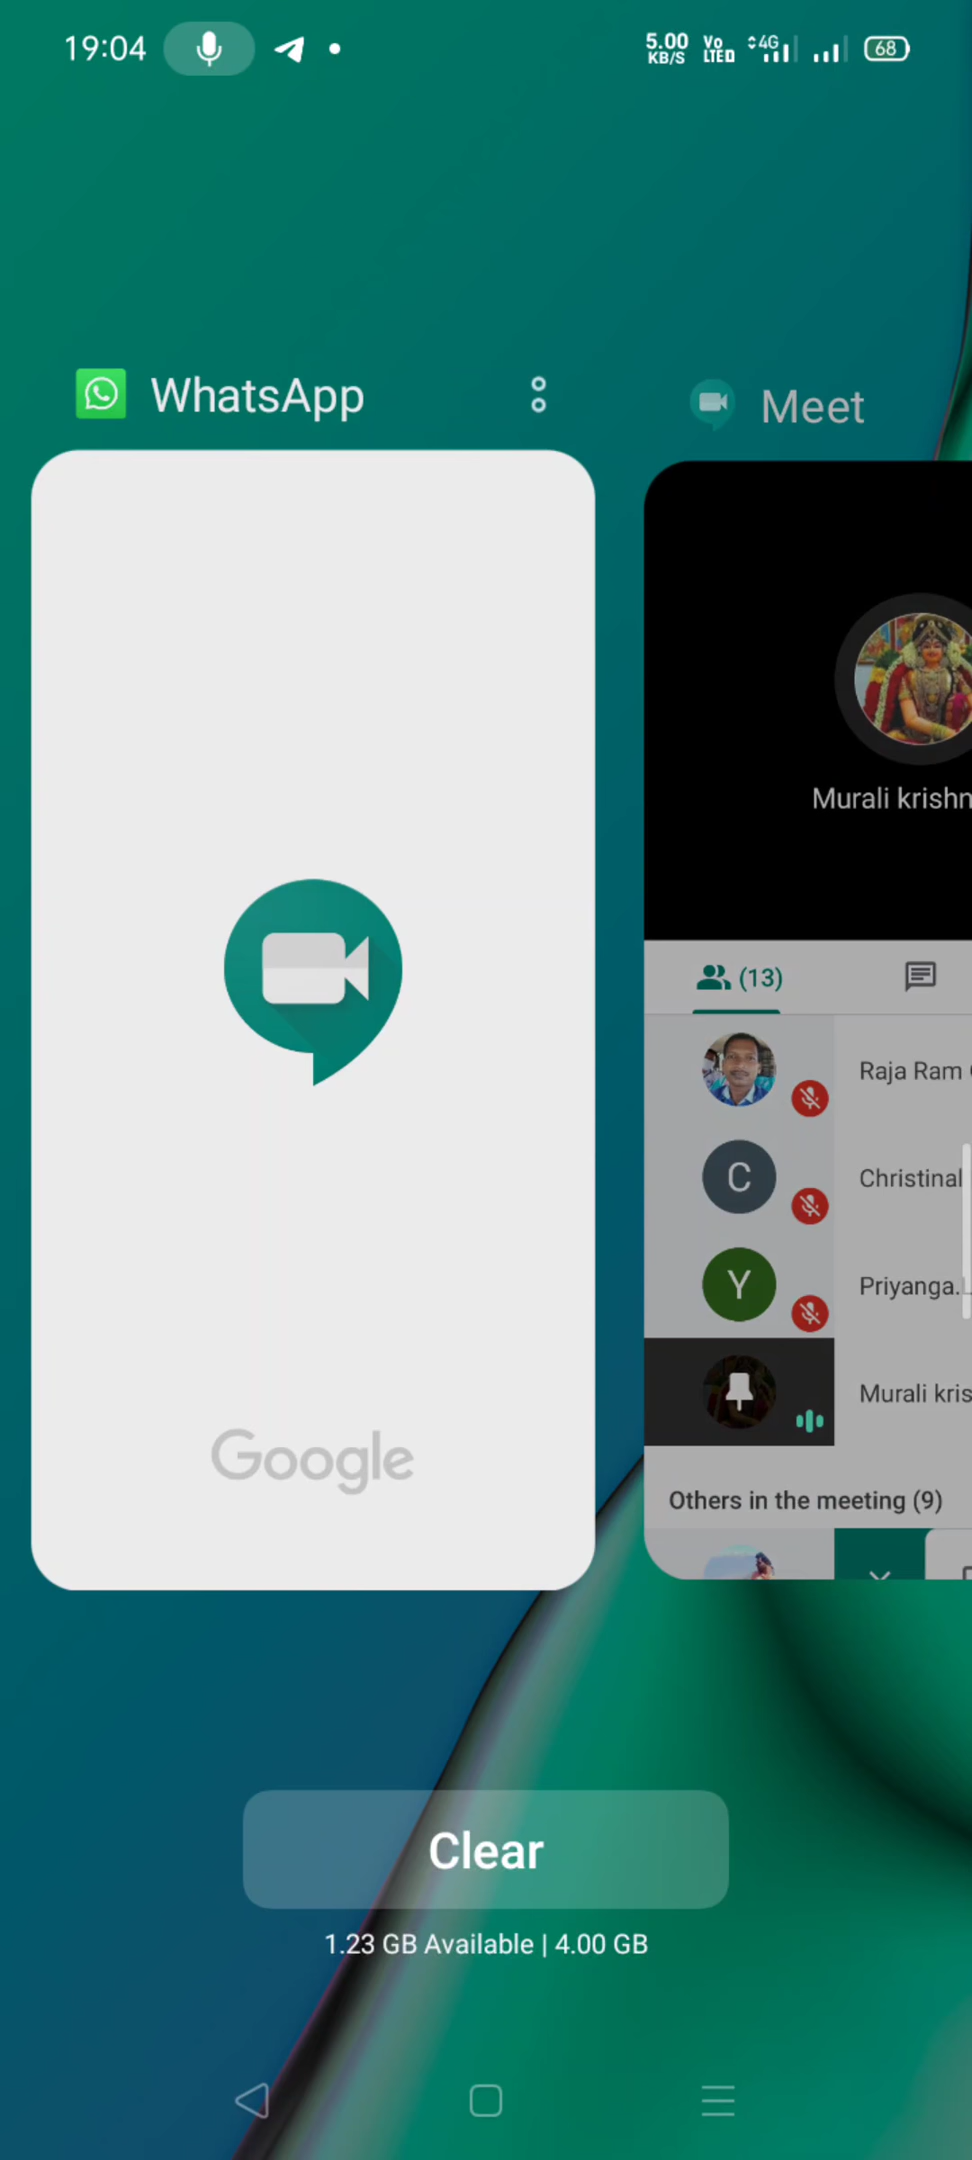 19:04
5.00
KB/S
Vo
LTE
4G
68
WhatsApp
Meet
Murali krishn
(13)
Raja Ram
C
Christinal
Y
Priyanga.
Murali kris
Others in the meeting (9)
Google
Clear
1.23 GB Available | 4.00 GB